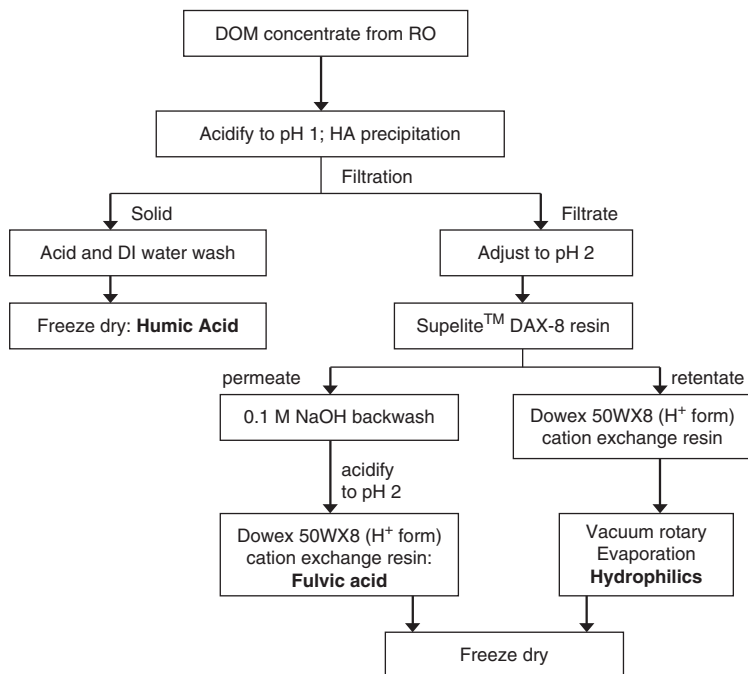 DOM concentrate from RO
Acidify to pH 1; HA precipitation
Filtration
Solid
Filtrate
Acid and DI water wash
Adjust to pH 2
Freeze dry: Humic Acid
Supelite™ DAX-8 resin
permeate
retentate
0.1 M NaOH backwash
Dowex 50WX8 (H⁺ form)
cation exchange resin
acidify
to pH 2
Dowex 50WX8 (H⁺ form)
cation exchange resin:
Fulvic acid
Vacuum rotary
Evaporation
Hydrophilics
Freeze dry